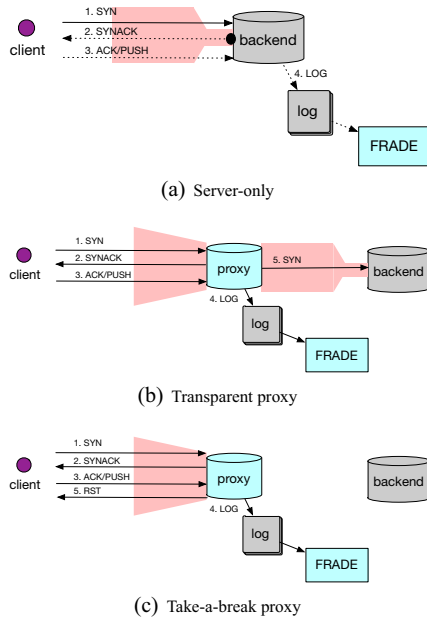 1. SYN
2. SYNACK
3. ACK/PUSH
client
backend
4. LOG
log
FRADE
(a) Server-only
1. SYN
2. SYNACK
3. ACK/PUSH
client
proxy
5. SYN
backend
4. LOG
log
FRADE
(b) Transparent proxy
1. SYN
2. SYNACK
3. ACK/PUSH
5. RST
client
proxy
backend
4. LOG
log
FRADE
(c) Take-a-break proxy